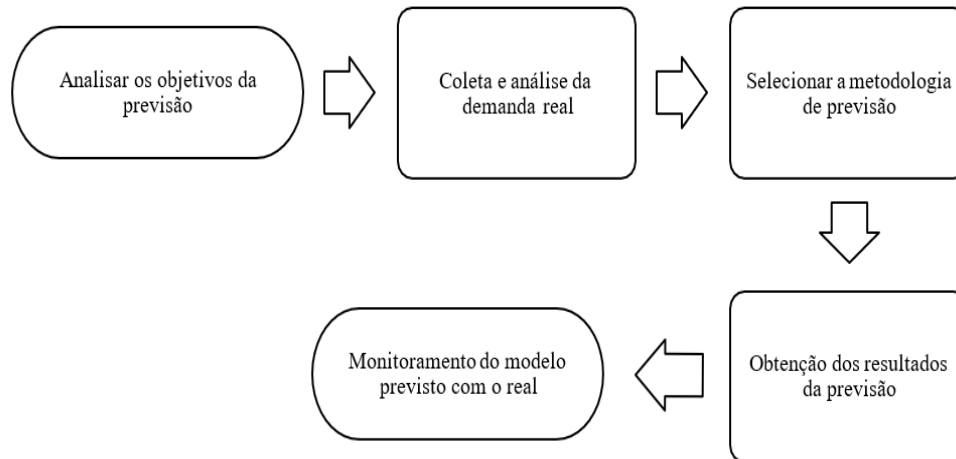 Analisar os objetivos da
previsão
Coleta e análise da
demanda real
Selecionar a metodologia
de previsão
Obtenção dos resultados
da previsão
Monitoramento do modelo
previsto com o real